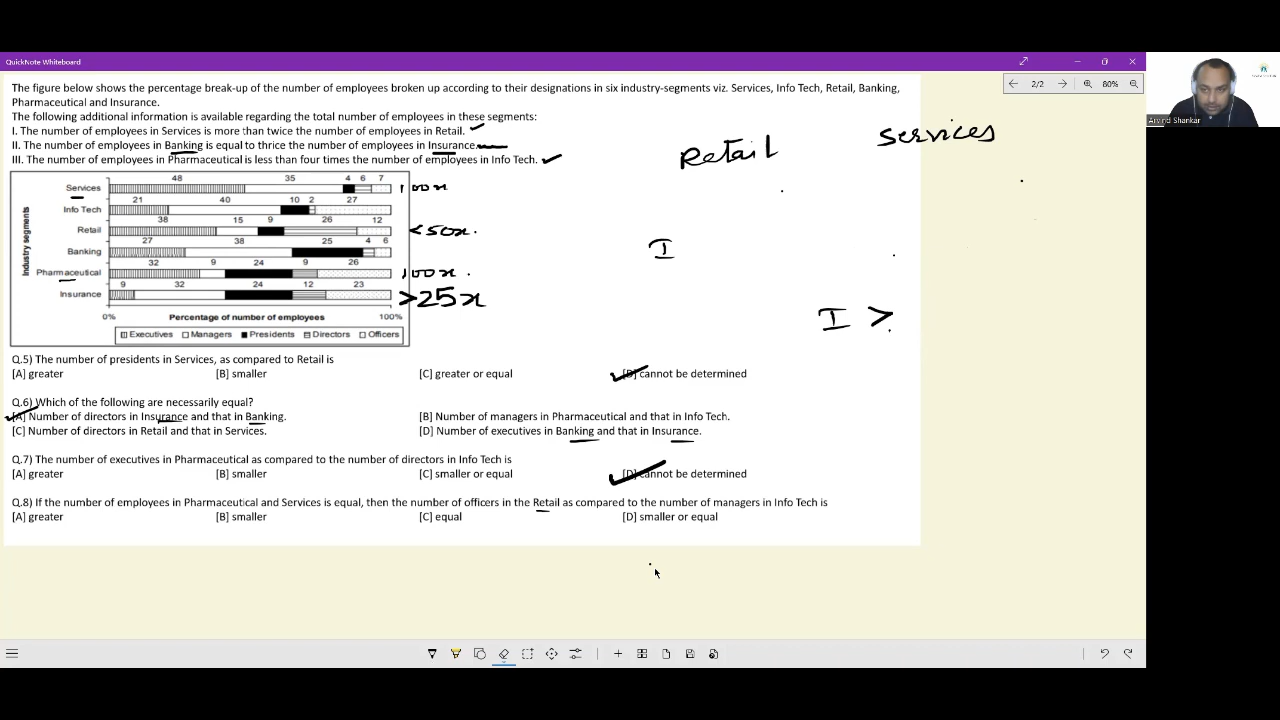 QuickNote Whiteboard
The figure below shows the percentage break-up of the number of employees broken up according to their designations in six industry-segments viz. Services, Info Tech, Retail, Banking,
Pharmaceutical and Insurance.
The following additional information is available regarding the total number of employees in these segments:
I. The number of employees in Services is more than twice the number of employees in Retail.
II. The number of employees in Banking is equal to thrice the number of employees in Insurance.
III. The number of employees in Pharmaceutical is less than four times the number of employees in Info Tech.
2/2
80%
Arvind Shankar
Retail
Services
I
I >
Industry segments
48 35 4 6 7
Services
100x
21 40 10 2 27
Info Tech
38 15 9 26 12
Retail
<50x.
27 38 25 4 6
Banking
32 9 24 9 26
Pharmaceutical
100x.
9 32 24 12 23
Insurance
>25x
0% Percentage of number of employees 100%
Executives Managers Presidents Directors Officers
Q.5) The number of presidents in Services, as compared to Retail is
[A] greater [B] smaller [C] greater or equal [D] cannot be determined
Q.6) Which of the following are necessarily equal?
[A] Number of directors in Insurance and that in Banking. [B] Number of managers in Pharmaceutical and that in Info Tech.
[C] Number of directors in Retail and that in Services. [D] Number of executives in Banking and that in Insurance.
Q.7) The number of executives in Pharmaceutical as compared to the number of directors in Info Tech is
[A] greater [B] smaller [C] smaller or equal [D] cannot be determined
Q.8) If the number of employees in Pharmaceutical and Services is equal, then the number of officers in the Retail as compared to the number of managers in Info Tech is
[A] greater [B] smaller [C] equal [D] smaller or equal